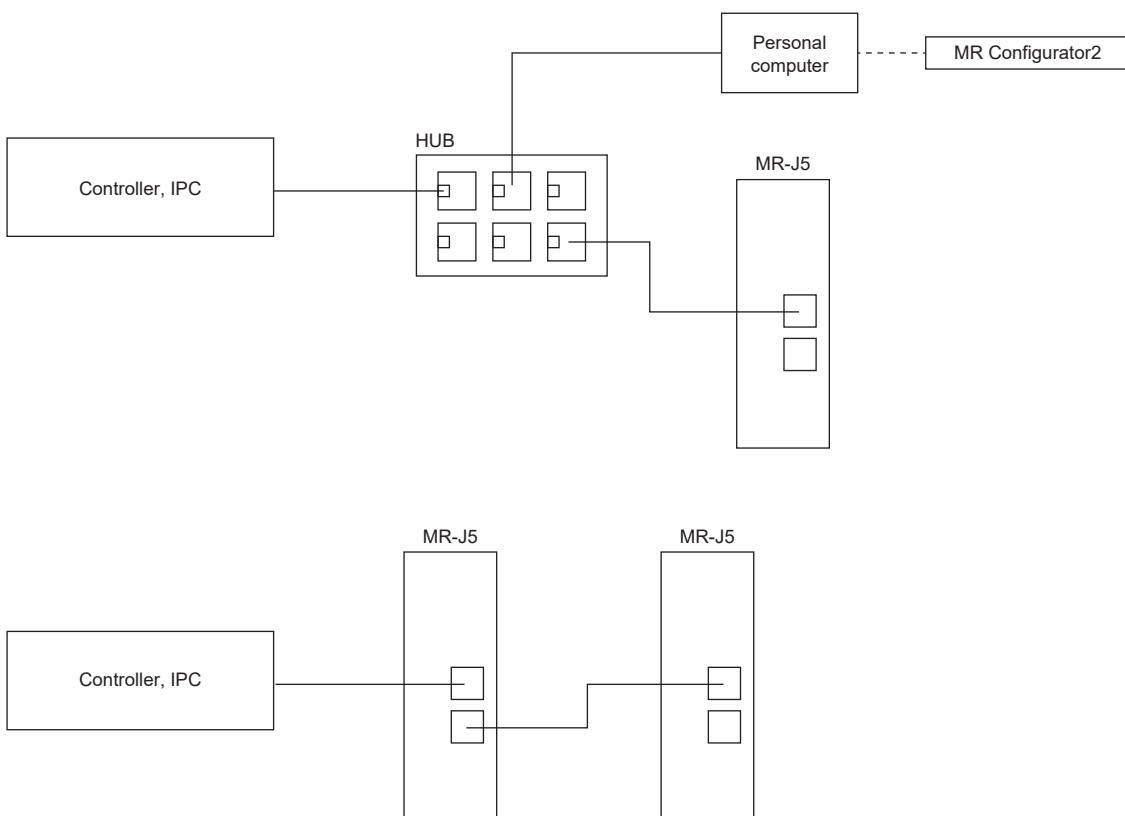 Personal
computer
MR Configurator2
HUB
Controller, IPC
MR-J5
MR-J5
MR-J5
Controller, IPC